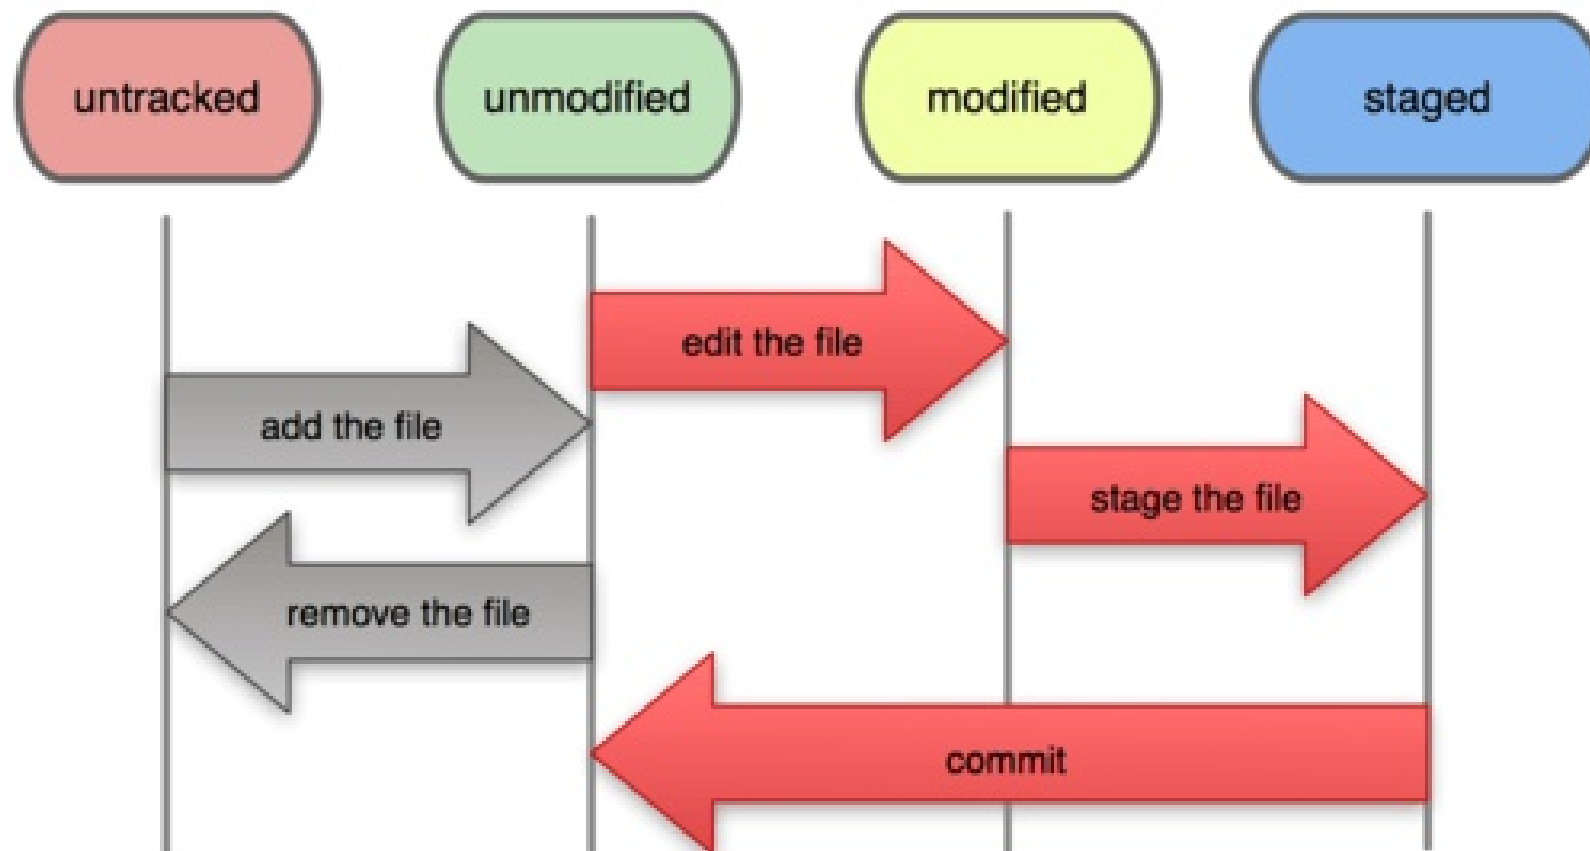 untracked
unmodified
modified
staged
edit the file
add the file
stage the file
remove the file
commit